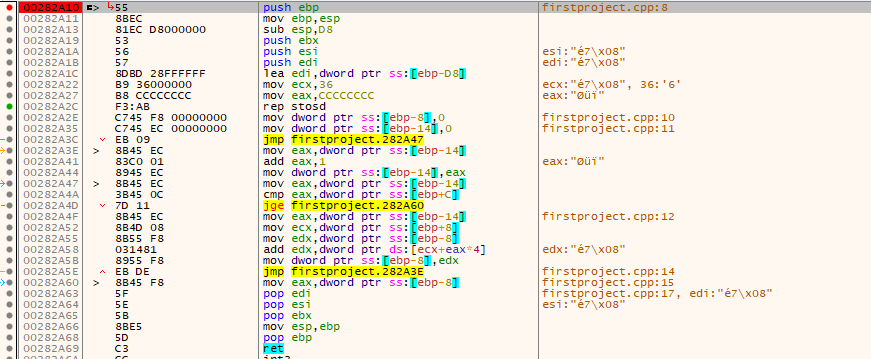 00282A10 55 push ebp firstproject.cpp:8
00282A11 8BEC mov ebp,esp
00282A13 81EC D8000000 sub esp,D8
00282A19 53 push ebx
00282A1A 56 push esi esi:"é7\x08"
00282A1B 57 push edi edi:"é7\x08"
00282A1C 8DBD 28FFFFFF lea edi,dword ptr ss:[ebp-D8]
00282A22 B9 36000000 mov ecx,36 ecx:"é7\x08", 36:'6'
00282A27 B8 CCCCCCCC mov eax,CCCCCCCC eax:"Øüï"
00282A2C F3:AB rep stosd
00282A2E C745 F8 00000000 mov dword ptr ss:[ebp-8],0 firstproject.cpp:10
00282A35 C745 EC 00000000 mov dword ptr ss:[ebp-14],0 firstproject.cpp:11
00282A3C EB 09 jmp firstproject.282A47
00282A3E 8B45 EC mov eax,dword ptr ss:[ebp-14]
00282A41 83C0 01 add eax,1 eax:"Øüï"
00282A44 8945 EC mov dword ptr ss:[ebp-14],eax
00282A47 8B45 EC mov eax,dword ptr ss:[ebp-14]
00282A4A 3B45 0C cmp eax,dword ptr ss:[ebp+C]
00282A4D 7D 11 jge firstproject.282A60
00282A4F 8B45 EC mov eax,dword ptr ss:[ebp-14] firstproject.cpp:12
00282A52 8B4D 08 mov ecx,dword ptr ss:[ebp+8]
00282A55 8B55 F8 mov edx,dword ptr ss:[ebp-8]
00282A58 031481 add edx,dword ptr ds:[ecx+eax*4] edx:"é7\x08"
00282A5B 8955 F8 mov dword ptr ss:[ebp-8],edx
00282A5E EB DE jmp firstproject.282A3E firstproject.cpp:14
00282A60 8B45 F8 mov eax,dword ptr ss:[ebp-8] firstproject.cpp:15
00282A63 5F pop edi firstproject.cpp:17, edi:"é7\x08"
00282A64 5E pop esi esi:"é7\x08"
00282A65 5B pop ebx
00282A66 8BE5 mov esp,ebp
00282A68 5D pop ebp
00282A69 C3 ret